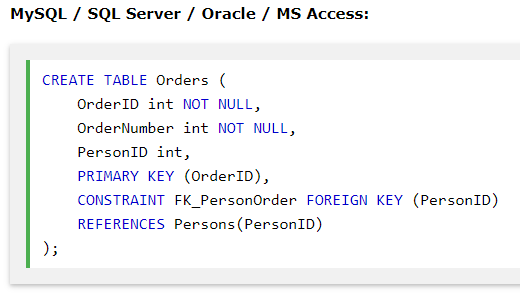 MySQL / SQL Server / Oracle / MS Access:
CREATE TABLE Orders (
    OrderID int NOT NULL,
    OrderNumber int NOT NULL,
    PersonID int,
    PRIMARY KEY (OrderID),
    CONSTRAINT FK_PersonOrder FOREIGN KEY (PersonID)
    REFERENCES Persons(PersonID)
);